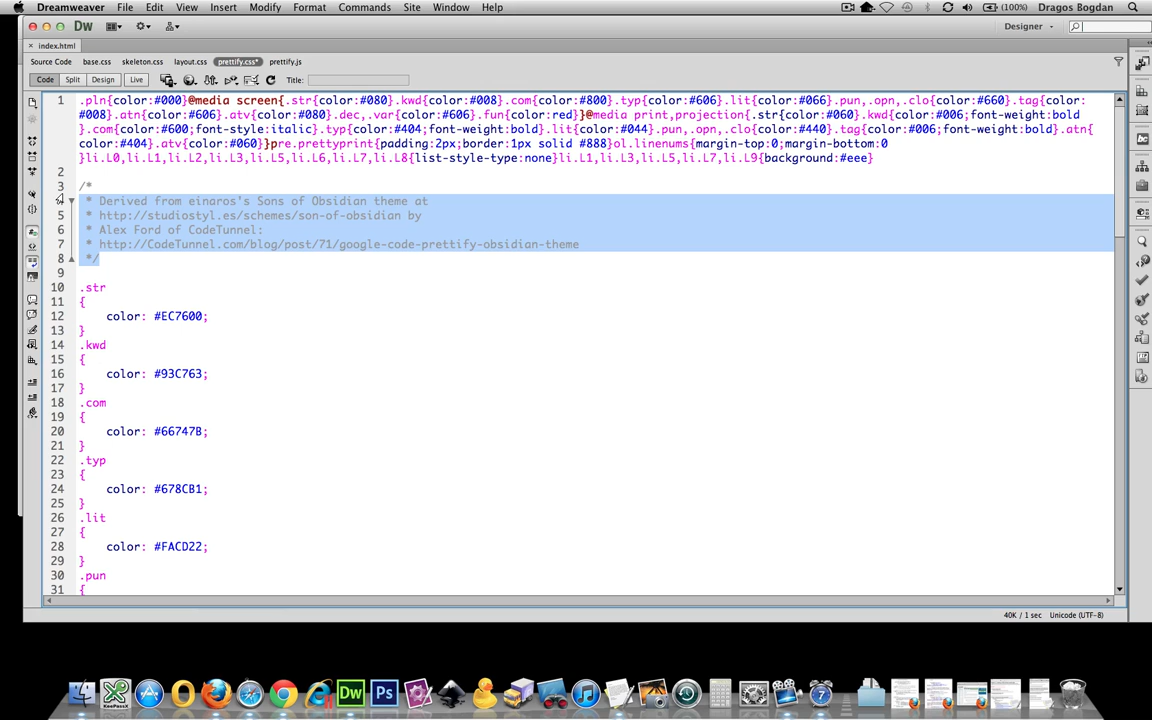 Dreamweaver File Edit View Insert Modify Format Commands Site Window Help (100%) Dragos Bogdan
Dw Designer
index.html
Source Code base.css skeleton.css layout.css prettify.css* prettify.js
Code Split Design Live Title:
1 .pln{color:#000}@media screen{.str{color:#080}.kwd{color:#008}.com{color:#800}.typ{color:#606}.lit{color:#066}.pun,.opn,.clo{color:#660}.tag{color:
#008}.atn{color:#606}.atv{color:#080}.dec,.var{color:#606}.fun{color:red}}@media print,projection{.str{color:#060}.kwd{color:#006;font-weight:bold
}.com{color:#600;font-style:italic}.typ{color:#404;font-weight:bold}.lit{color:#044}.pun,.opn,.clo{color:#440}.tag{color:#006;font-weight:bold}.atn{
color:#404}.atv{color:#060}}pre.prettyprint{padding:2px;border:1px solid #888}ol.linenums{margin-top:0;margin-bottom:0
}li.L0,li.L1,li.L2,li.L3,li.L5,li.L6,li.L7,li.L8{list-style-type:none}li.L1,li.L3,li.L5,li.L7,li.L9{background:#eee}
2
3 /*
4 * Derived from einaros's Sons of Obsidian theme at
5 * http://studiostyl.es/schemes/son-of-obsidian by
6 * Alex Ford of CodeTunnel:
7 * http://CodeTunnel.com/blog/post/71/google-code-prettify-obsidian-theme
8 */
9
10 .str
11 {
12 color: #EC7600;
13 }
14 .kwd
15 {
16 color: #93C763;
17 }
18 .com
19 {
20 color: #66747B;
21 }
22 .typ
23 {
24 color: #678CB1;
25 }
26 .lit
27 {
28 color: #FACD22;
29 }
30 .pun
31 {
40K / 1 sec Unicode (UTF-8)
Dw Ps 7